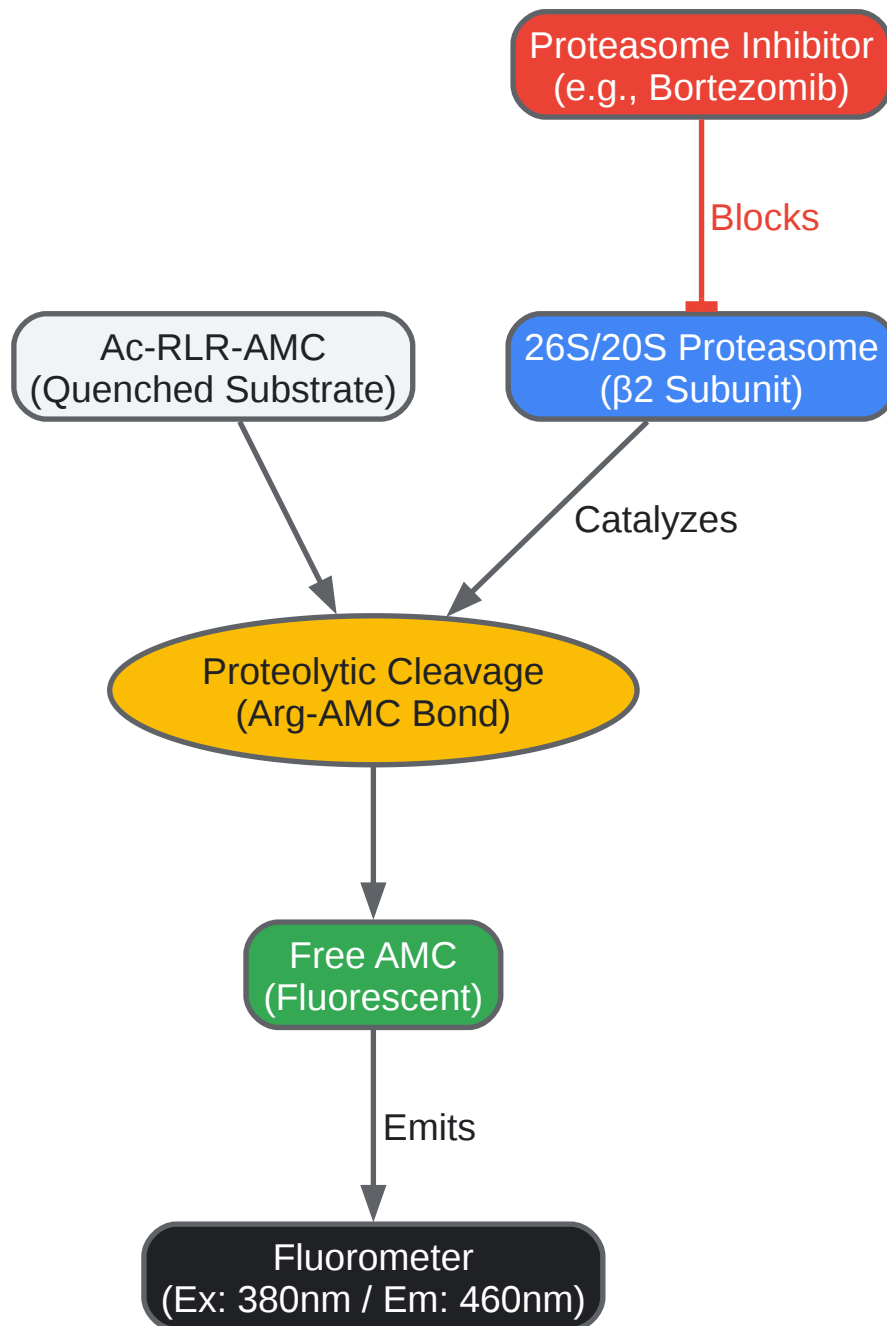 Proteasome Inhibitor
(e.g., Bortezomib)
Blocks
Ac-RLR-AMC
(Quenched Substrate)
26S/20S Proteasome
(β2 Subunit)
Catalyzes
Proteolytic Cleavage
(Arg-AMC Bond)
Free AMC
(Fluorescent)
Emits
Fluorometer
(Ex: 380nm / Em: 460nm)